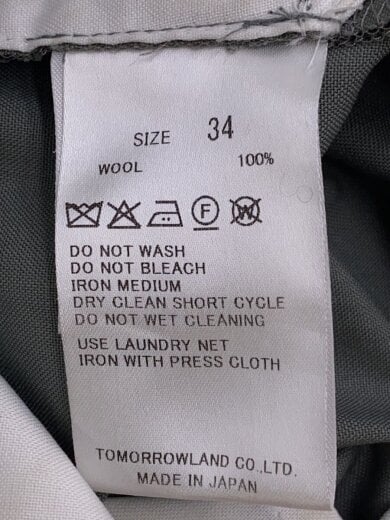 SIZE 34
WOOL 100%
F W
DO NOT WASH
DO NOT BLEACH
IRON MEDIUM
DRY CLEAN SHORT CYCLE
DO NOT WET CLEANING
USE LAUNDRY NET
IRON WITH PRESS CLOTH
TOMORROWLAND CO.,LTD.
MADE IN JAPAN